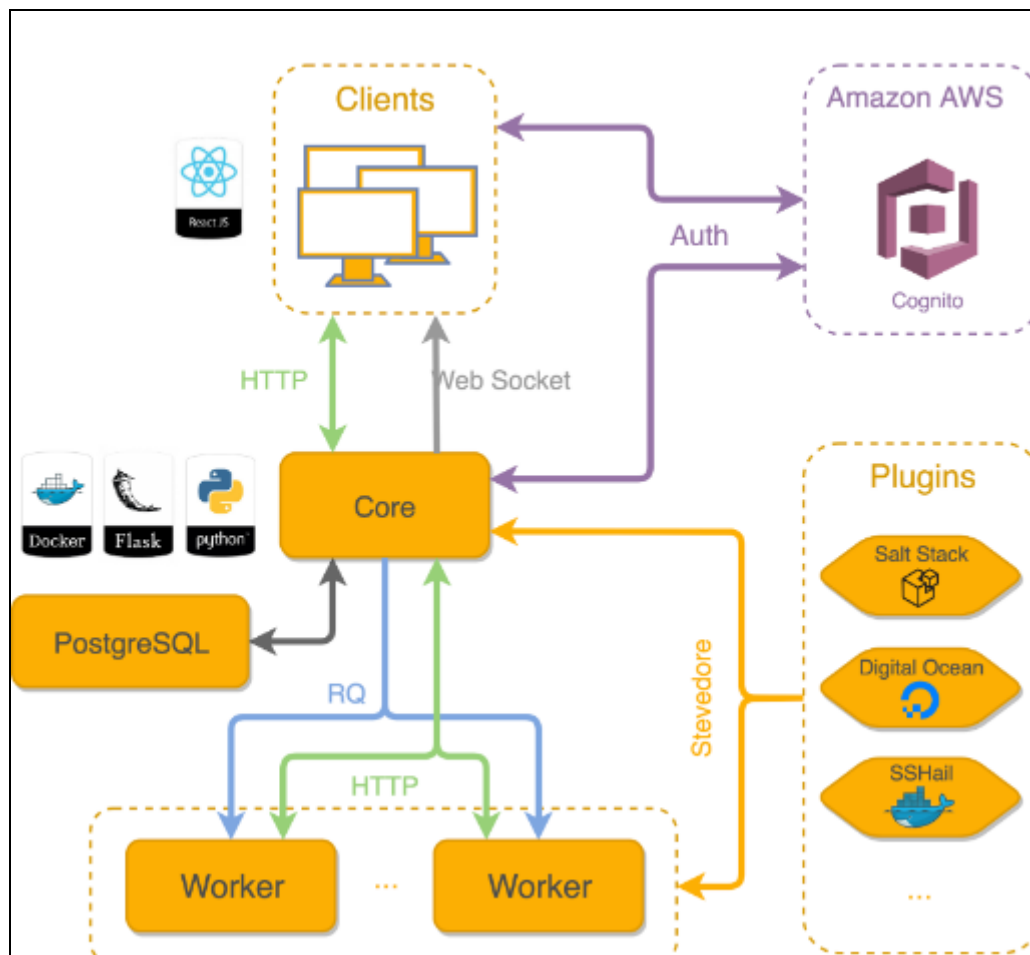 Clients
Amazon AWS
React JS
Auth
Cognito
HTTP
Web Socket
Plugins
Docker
Flask
python
Core
Salt Stack
PostgreSQL
Digital Ocean
RQ
Stevedore
HTTP
SSHail
Worker
...
Worker
...